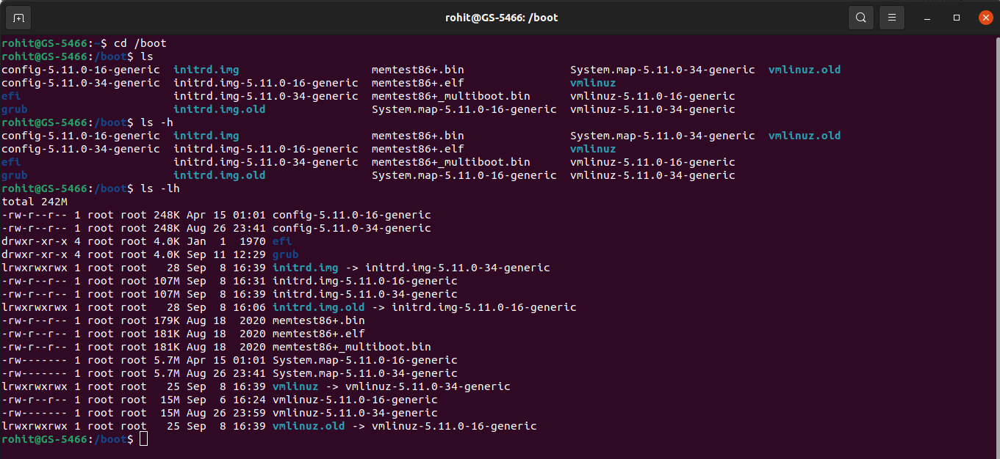 rohit@GS-5466: /boot
rohit@GS-5466:~$ cd /boot
rohit@GS-5466:/boot$ ls
config-5.11.0-16-generic  initrd.img                    memtest86+.bin                System.map-5.11.0-34-generic  vmlinuz.old
config-5.11.0-34-generic  initrd.img-5.11.0-16-generic  memtest86+.elf                vmlinuz
efi                       initrd.img-5.11.0-34-generic  memtest86+_multiboot.bin      vmlinuz-5.11.0-16-generic
grub                      initrd.img.old                System.map-5.11.0-16-generic  vmlinuz-5.11.0-34-generic
rohit@GS-5466:/boot$ ls -h
config-5.11.0-16-generic  initrd.img                    memtest86+.bin                System.map-5.11.0-34-generic  vmlinuz.old
config-5.11.0-34-generic  initrd.img-5.11.0-16-generic  memtest86+.elf                vmlinuz
efi                       initrd.img-5.11.0-34-generic  memtest86+_multiboot.bin      vmlinuz-5.11.0-16-generic
grub                      initrd.img.old                System.map-5.11.0-16-generic  vmlinuz-5.11.0-34-generic
rohit@GS-5466:/boot$ ls -lh
total 242M
-rw-r--r-- 1 root root 248K Apr 15 01:01 config-5.11.0-16-generic
-rw-r--r-- 1 root root 248K Aug 26 23:41 config-5.11.0-34-generic
drwxr-xr-x 4 root root 4.0K Jan  1  1970 efi
drwxr-xr-x 4 root root 4.0K Sep 11 12:29 grub
lrwxrwxrwx 1 root root   28 Sep  8 16:39 initrd.img -> initrd.img-5.11.0-34-generic
-rw-r--r-- 1 root root 107M Sep  8 16:31 initrd.img-5.11.0-16-generic
-rw-r--r-- 1 root root 107M Sep  8 16:39 initrd.img-5.11.0-34-generic
lrwxrwxrwx 1 root root   28 Sep  8 16:06 initrd.img.old -> initrd.img-5.11.0-16-generic
-rw-r--r-- 1 root root 179K Aug 18  2020 memtest86+.bin
-rw-r--r-- 1 root root 181K Aug 18  2020 memtest86+.elf
-rw-r--r-- 1 root root 181K Aug 18  2020 memtest86+_multiboot.bin
-rw------- 1 root root 5.7M Apr 15 01:01 System.map-5.11.0-16-generic
-rw------- 1 root root 5.7M Aug 26 23:41 System.map-5.11.0-34-generic
lrwxrwxrwx 1 root root   25 Sep  8 16:39 vmlinuz -> vmlinuz-5.11.0-34-generic
-rw-r--r-- 1 root root  15M Sep  6 16:24 vmlinuz-5.11.0-16-generic
-rw------- 1 root root  15M Aug 26 23:59 vmlinuz-5.11.0-34-generic
lrwxrwxrwx 1 root root   25 Sep  8 16:39 vmlinuz.old -> vmlinuz-5.11.0-16-generic
rohit@GS-5466:/boot$